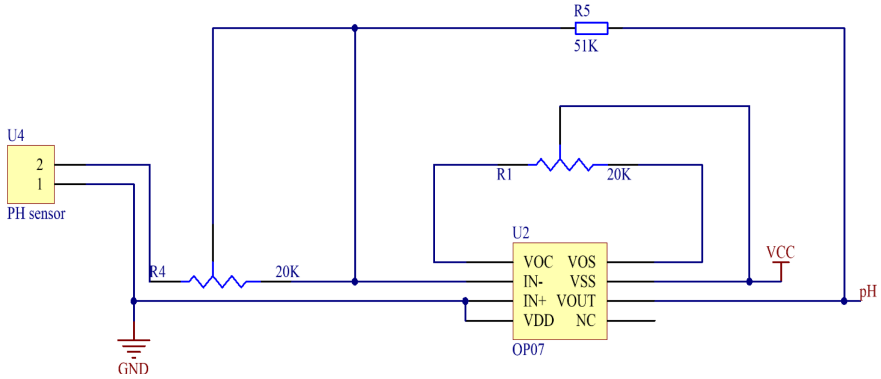 R5
51K
U4
2
1
PH sensor
R1
20K
U2
R4
20K
VCC
VOC
VOS
IN-
VSS
IN+
VOUT
pH
VDD
NC
OP07
GND